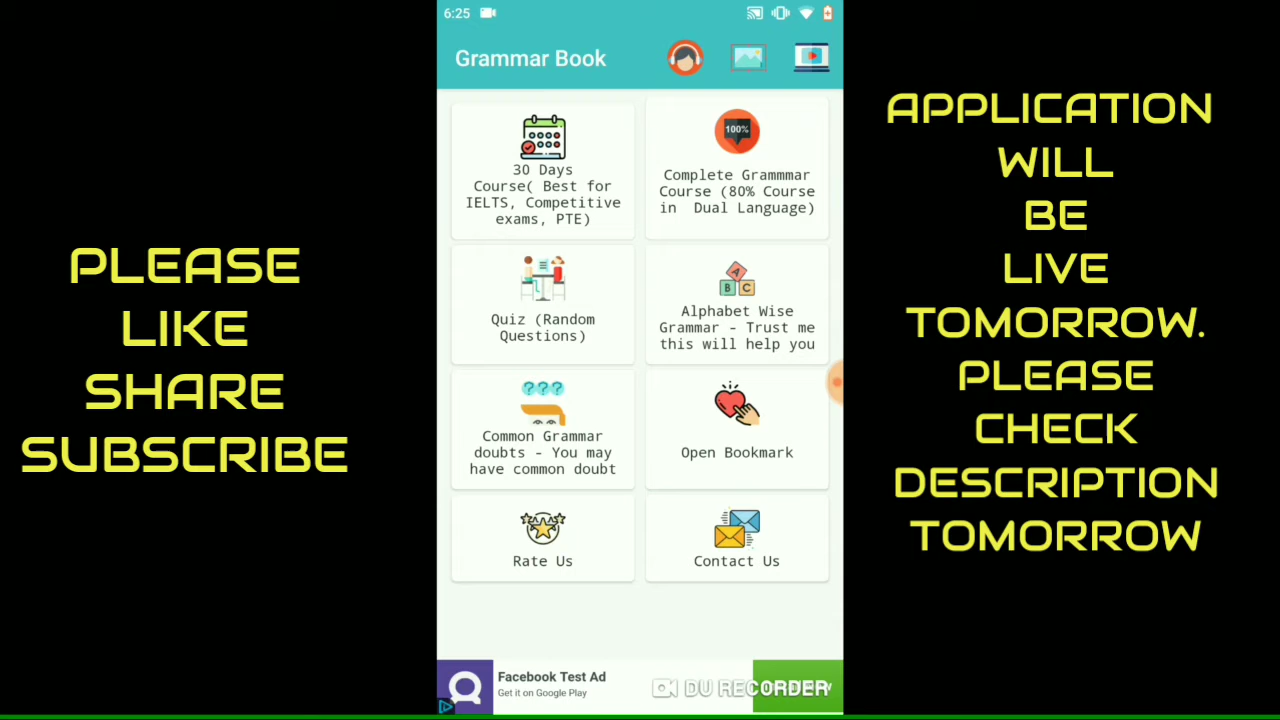 PLEASE
LIKE
SHARE
SUBSCRIBE
6:25
Grammar Book
30 Days
Course( Best for
IELTS, Competitive
exams, PTE)
100%
Complete Grammmar
Course (80% Course
in Dual Language)
Quiz (Random
Questions)
A
B C
Alphabet Wise
Grammar - Trust me
this will help you
???
Common Grammar
doubts - You may
have common doubt
Open Bookmark
Rate Us
Contact Us
Facebook Test Ad
Get it on Google Play
DU RECORDER
APPLICATION
WILL
BE
LIVE
TOMORROW.
PLEASE
CHECK
DESCRIPTION
TOMORROW